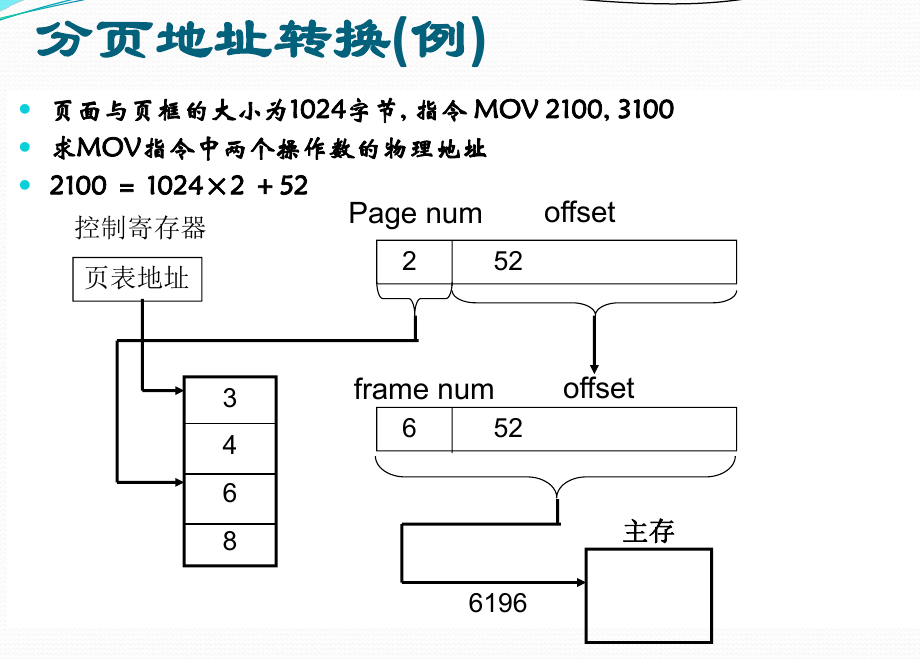 分页地址转换(例)
页面与页框的大小为1024字节, 指令 MOV 2100, 3100
求MOV指令中两个操作数的物理地址
2100 = 1024×2 + 52
控制寄存器
页表地址
Page num
offset
2
52
3
4
6
8
frame num
offset
6
52
6196
主存